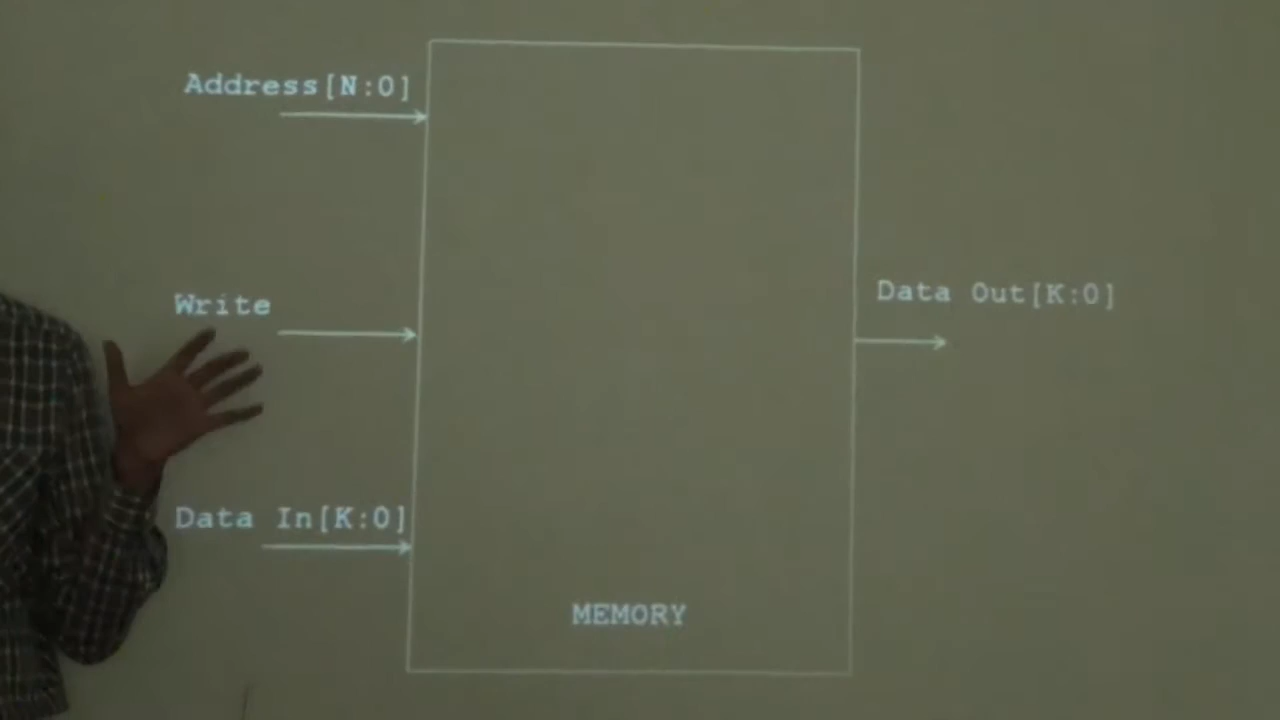 Address[N:0]
Write
Data Out[K:0]
Data In[K:0]
MEMORY